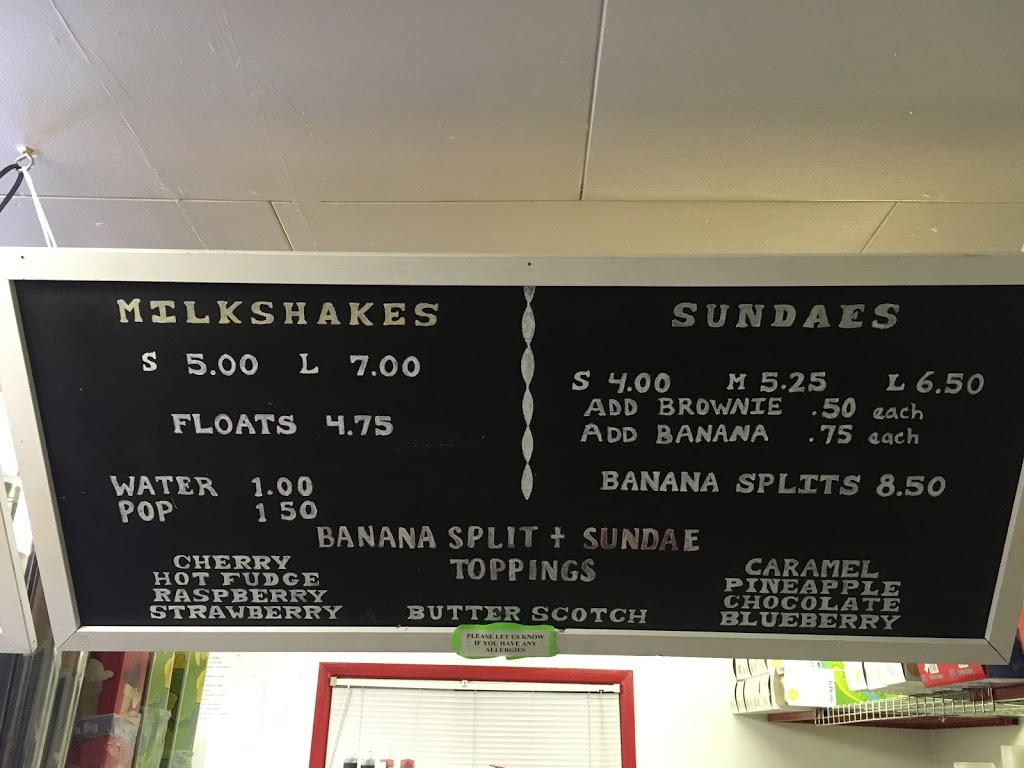 MILKSHAKES
S 5.00 L 7.00
FLOATS 4.75
WATER 1.00
POP 1 50
SUNDAES
S 4.00 M 5.25 L 6.50
ADD BROWNIE .50 each
ADD BANANA .75 each
BANANA SPLITS 8.50
BANANA SPLIT + SUNDAE
TOPPINGS
CHERRY
HOT FUDGE
RASPBERRY
STRAWBERRY
BUTTER SCOTCH
CARAMEL
PINEAPPLE
CHOCOLATE
BLUEBERRY
PLEASE LET US KNOW
IF YOU HAVE ANY
ALLERGIES